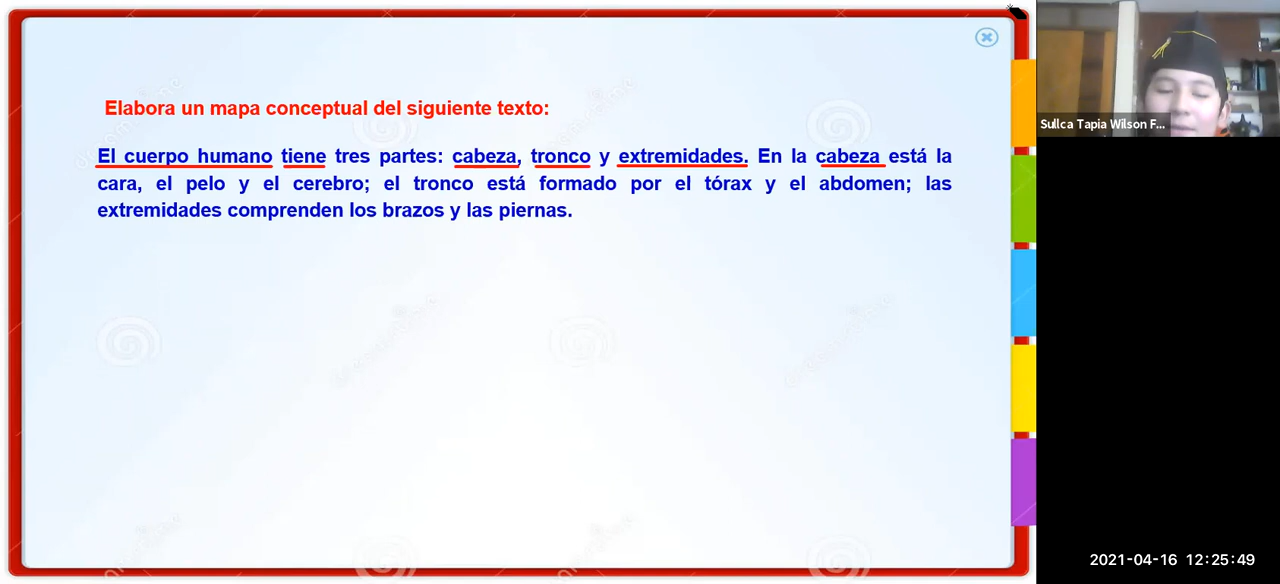 Elabora un mapa conceptual del siguiente texto:
El cuerpo humano tiene tres partes: cabeza, tronco y extremidades. En la cabeza está la
cara, el pelo y el cerebro; el tronco está formado por el tórax y el abdomen; las
extremidades comprenden los brazos y las piernas.
Sullca Tapia Wilson F...
2021-04-16 12:25:49